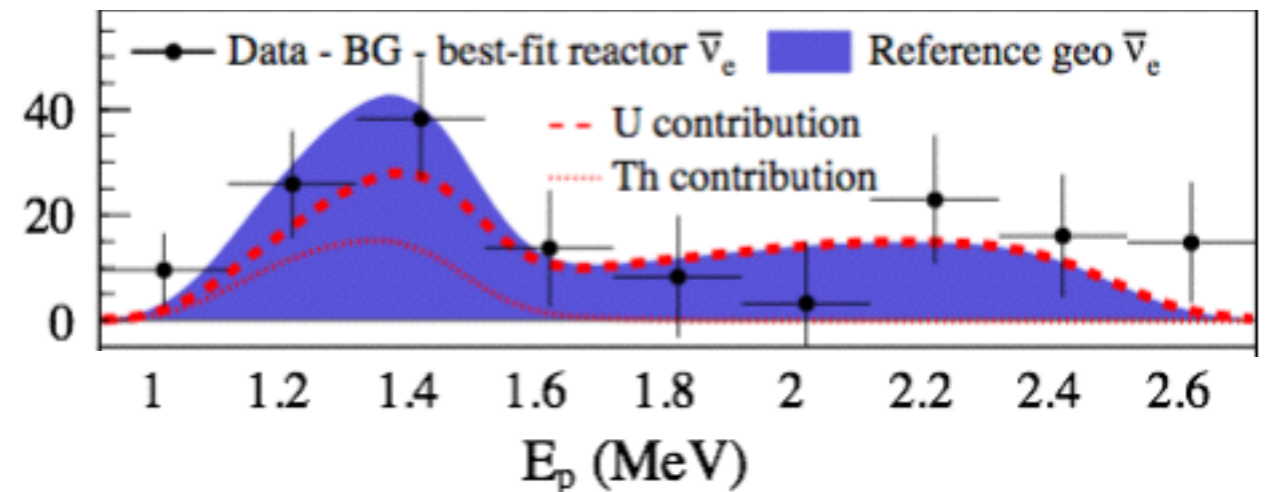 Data - BG - best-fit reactor ν̅e
Reference geo ν̅e
U contribution
Th contribution
40
20
0
1 1.2 1.4 1.6 1.8 2 2.2 2.4 2.6
Ep (MeV)